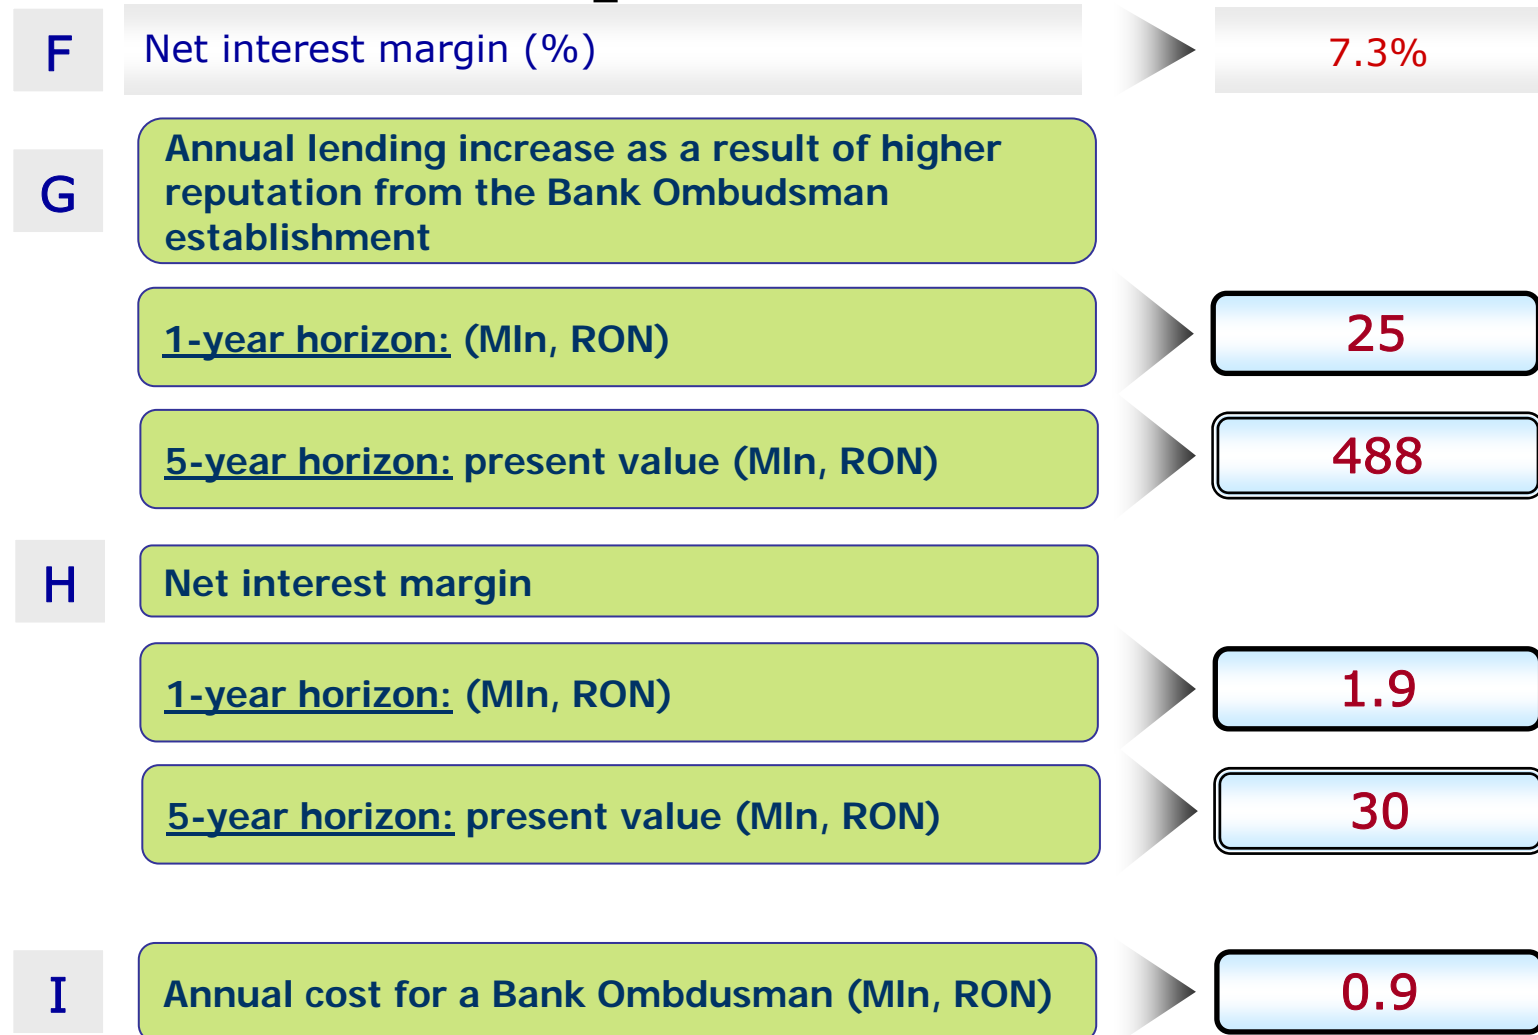 F
Net interest margin (%)
7.3%
G
Annual lending increase as a result of higher
reputation from the Bank Ombudsman
establishment
1-year horizon: (Mln, RON)
25
5-year horizon: present value (Mln, RON)
488
H
Net interest margin
1-year horizon: (Mln, RON)
1.9
5-year horizon: present value (Mln, RON)
30
I
Annual cost for a Bank Ombdusman (Mln, RON)
0.9